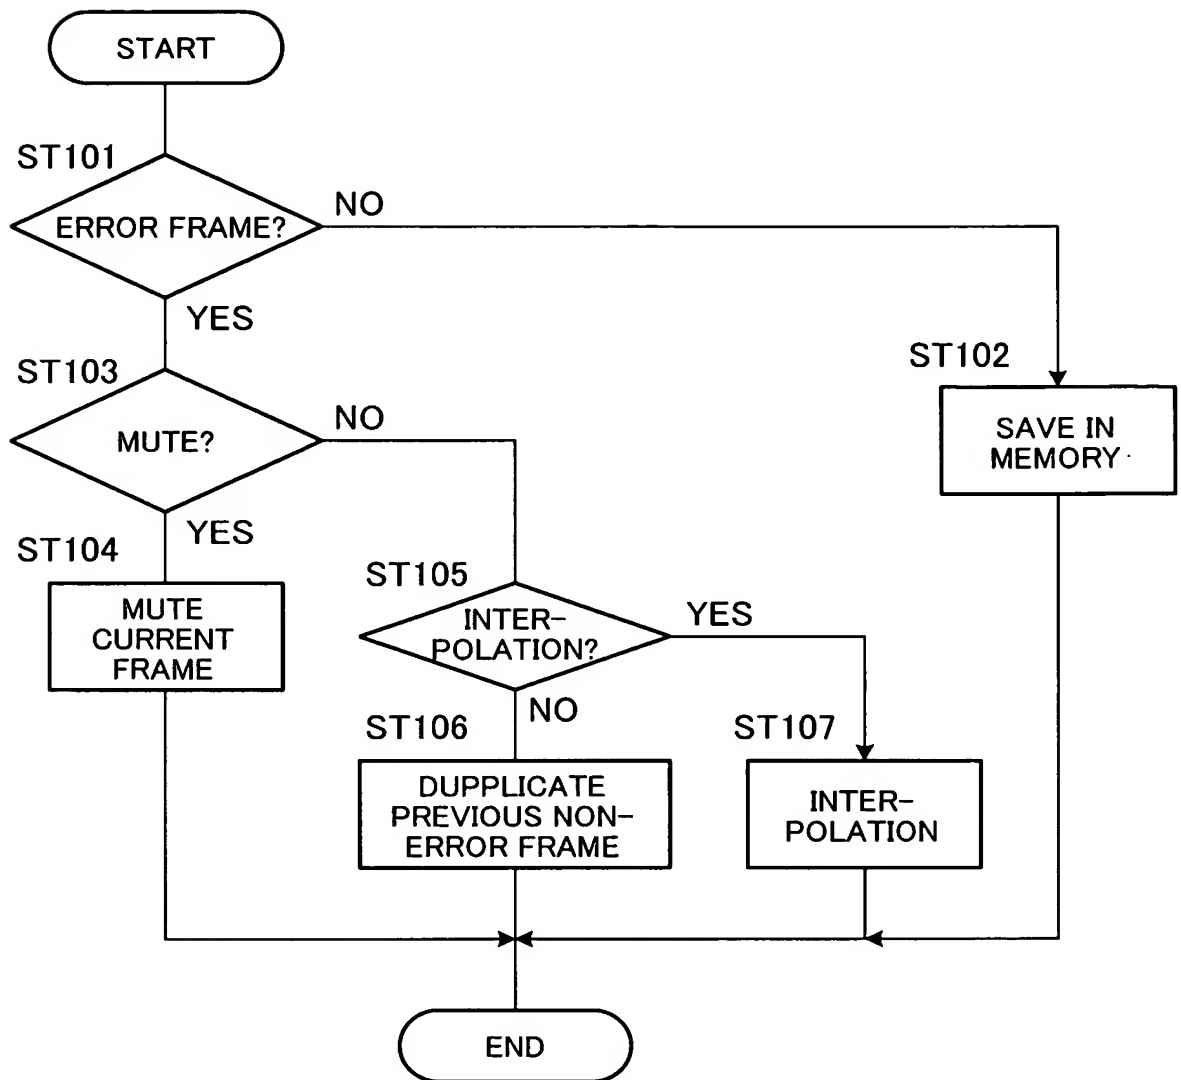 START
ST101
ERROR FRAME?
NO
YES
ST102
SAVE IN
MEMORY
ST103
MUTE?
NO
YES
ST104
MUTE
CURRENT
FRAME
ST105
INTER-
POLATION?
YES
NO
ST106
DUPPLICATE
PREVIOUS NON-
ERROR FRAME
ST107
INTER-
POLATION
END